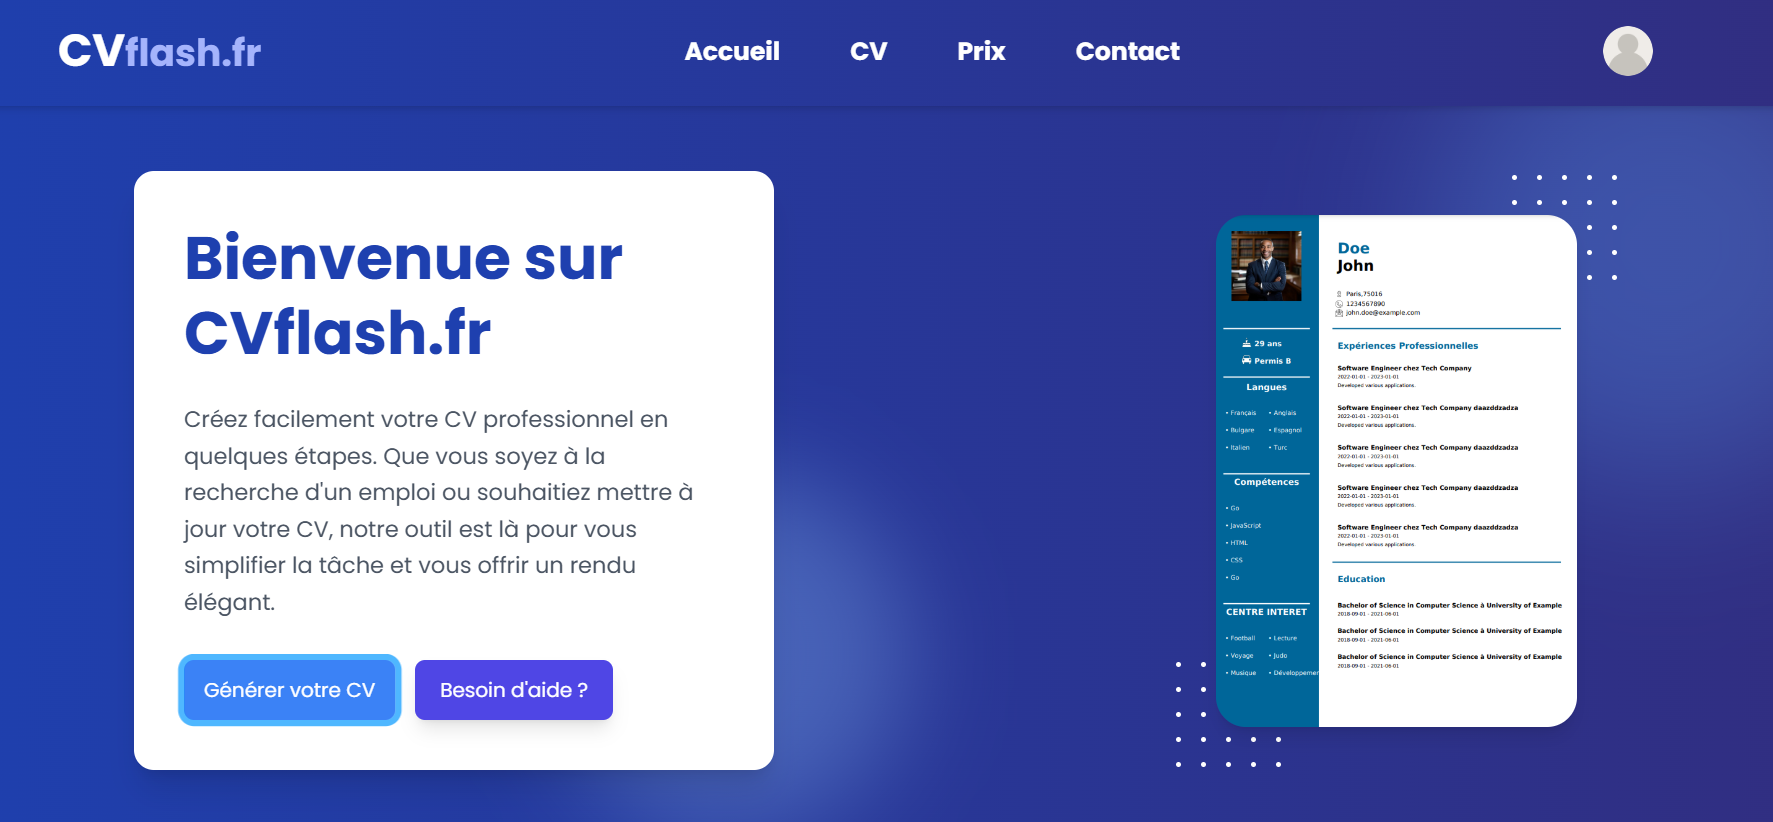 CVflash.fr
Accueil CV Prix Contact
Bienvenue sur
CVflash.fr
Créez facilement votre CV professionnel en
quelques étapes. Que vous soyez à la
recherche d'un emploi ou souhaitiez mettre à
jour votre CV, notre outil est là pour vous
simplifier la tâche et vous offrir un rendu
élégant.
Générer votre CV Besoin d'aide ?
29 ans
Permis B
Langues
• Français • Anglais
• Bulgare • Espagnol
• Italien • Turc
Compétences
• Go
• JavaScript
• HTML
• CSS
• Go
CENTRE INTERET
• Football • Lecture
• Voyage • Judo
• Musique • Développemen
Doe
John
Paris,75016
1234567890
john.doe@example.com
Expériences Professionnelles
Software Engineer chez Tech Company
2022-01-01 - 2023-01-01
Developed various applications.
Software Engineer chez Tech Company daazddzadza
2022-01-01 - 2023-01-01
Developed various applications.
Software Engineer chez Tech Company daazddzadza
2022-01-01 - 2023-01-01
Developed various applications.
Software Engineer chez Tech Company daazddzadza
2022-01-01 - 2023-01-01
Developed various applications.
Software Engineer chez Tech Company daazddzadza
2022-01-01 - 2023-01-01
Developed various applications.
Education
Bachelor of Science in Computer Science à University of Example
2018-09-01 - 2021-06-01
Bachelor of Science in Computer Science à University of Example
2018-09-01 - 2021-06-01
Bachelor of Science in Computer Science à University of Example
2018-09-01 - 2021-06-01